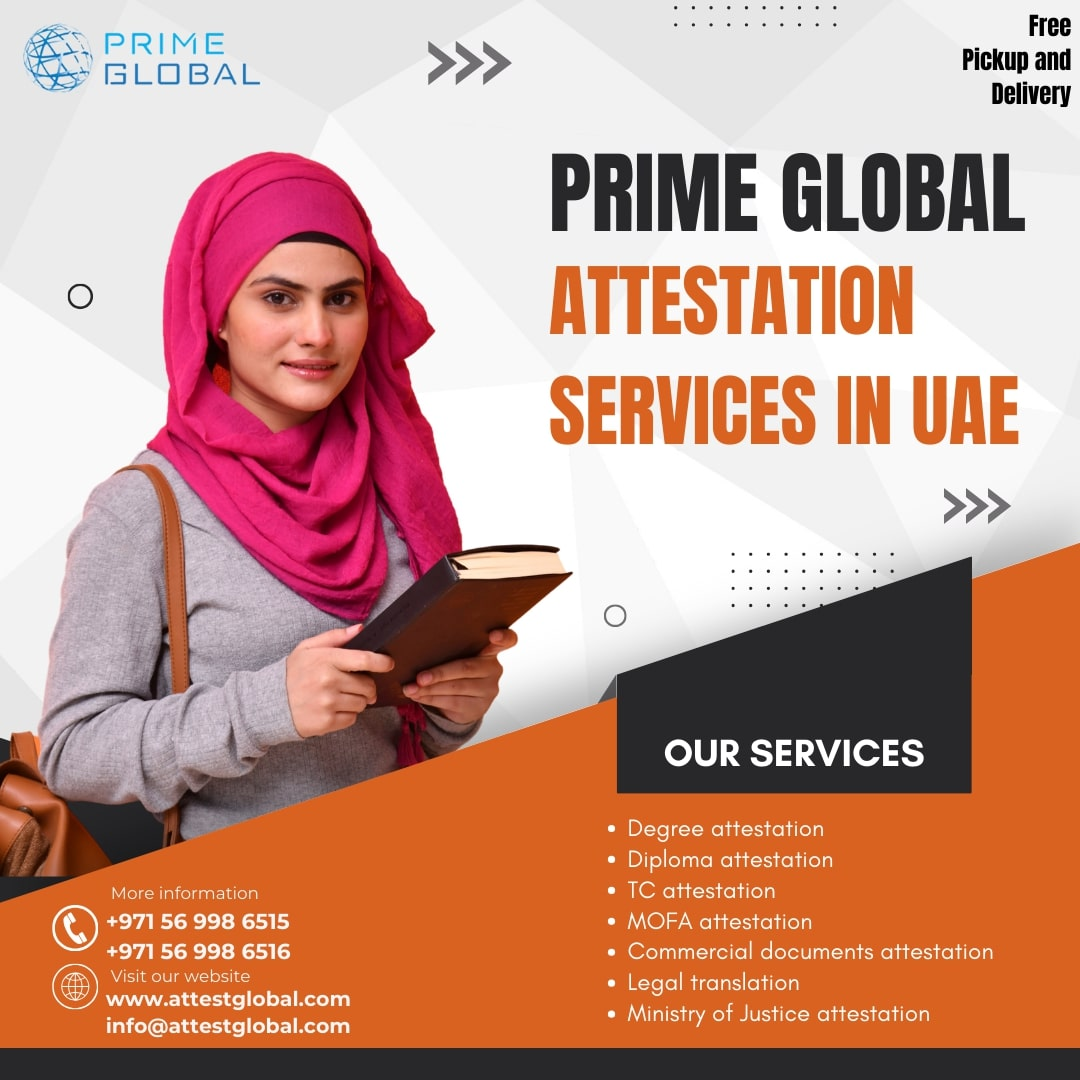 PRIME
GLOBAL
Free
Pickup and
Delivery
PRIME GLOBAL
ATTESTATION
SERVICES IN UAE
OUR SERVICES
• Degree attestation
• Diploma attestation
• TC attestation
• MOFA attestation
• Commercial documents attestation
• Legal translation
• Ministry of Justice attestation
More information
+971 56 998 6515
+971 56 998 6516
Visit our website
www.attestglobal.com
info@attestglobal.com